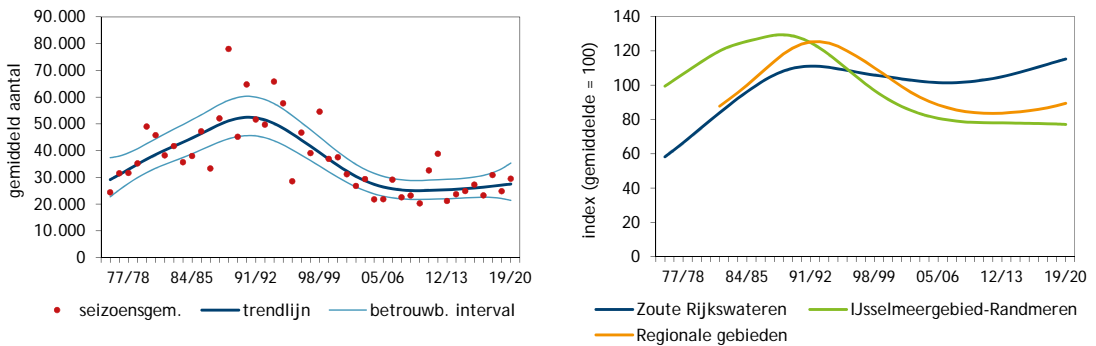 gemiddeld aantal
90.000
80.000
70.000
60.000
50.000
40.000
30.000
20.000
10.000
0
77/78 84/85 91/92 98/99 05/06 12/13 19/20
seizoensgem. trendlijn betrouwb. interval
index (gemiddelde = 100)
140
120
100
80
60
40
20
0
77/78 84/85 91/92 98/99 05/06 12/13 19/20
Zoute Rijkswateren IJsselmeergebied-Randmeren
Regionale gebieden